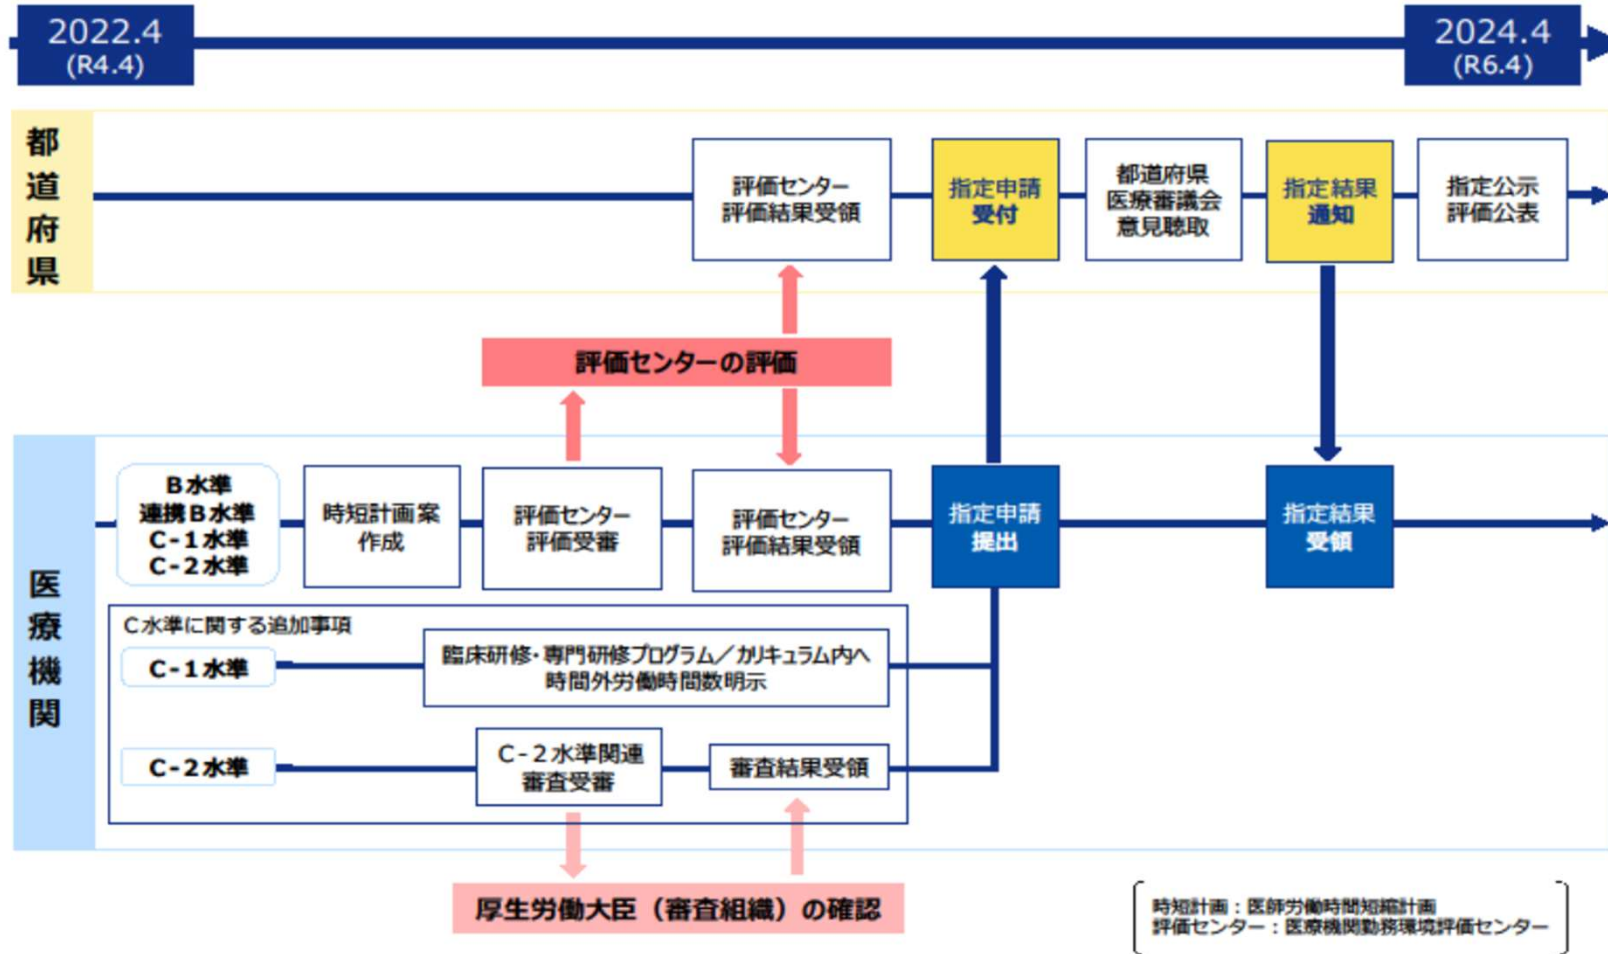 2022.4
(R4.4)
2024.4
(R6.4)
都道府県
評価センター
評価結果受領
指定申請
受付
都道府県
医療審議会
意見聴取
指定結果
通知
指定公示
評価公表
評価センターの評価
医療機関
B水準
連携B水準
C-1水準
C-2水準
時短計画案
作成
評価センター
評価受審
評価センター
評価結果受領
指定申請
提出
指定結果
受領
C水準に関する追加事項
C-1水準
臨床研修・専門研修プログラム／カリキュラム内へ
時間外労働時間数明示
C-2水準
C-2水準関連
審査受審
審査結果受領
厚生労働大臣（審査組織）の確認
時短計画：医師労働時間短縮計画
評価センター：医療機関勤務環境評価センター